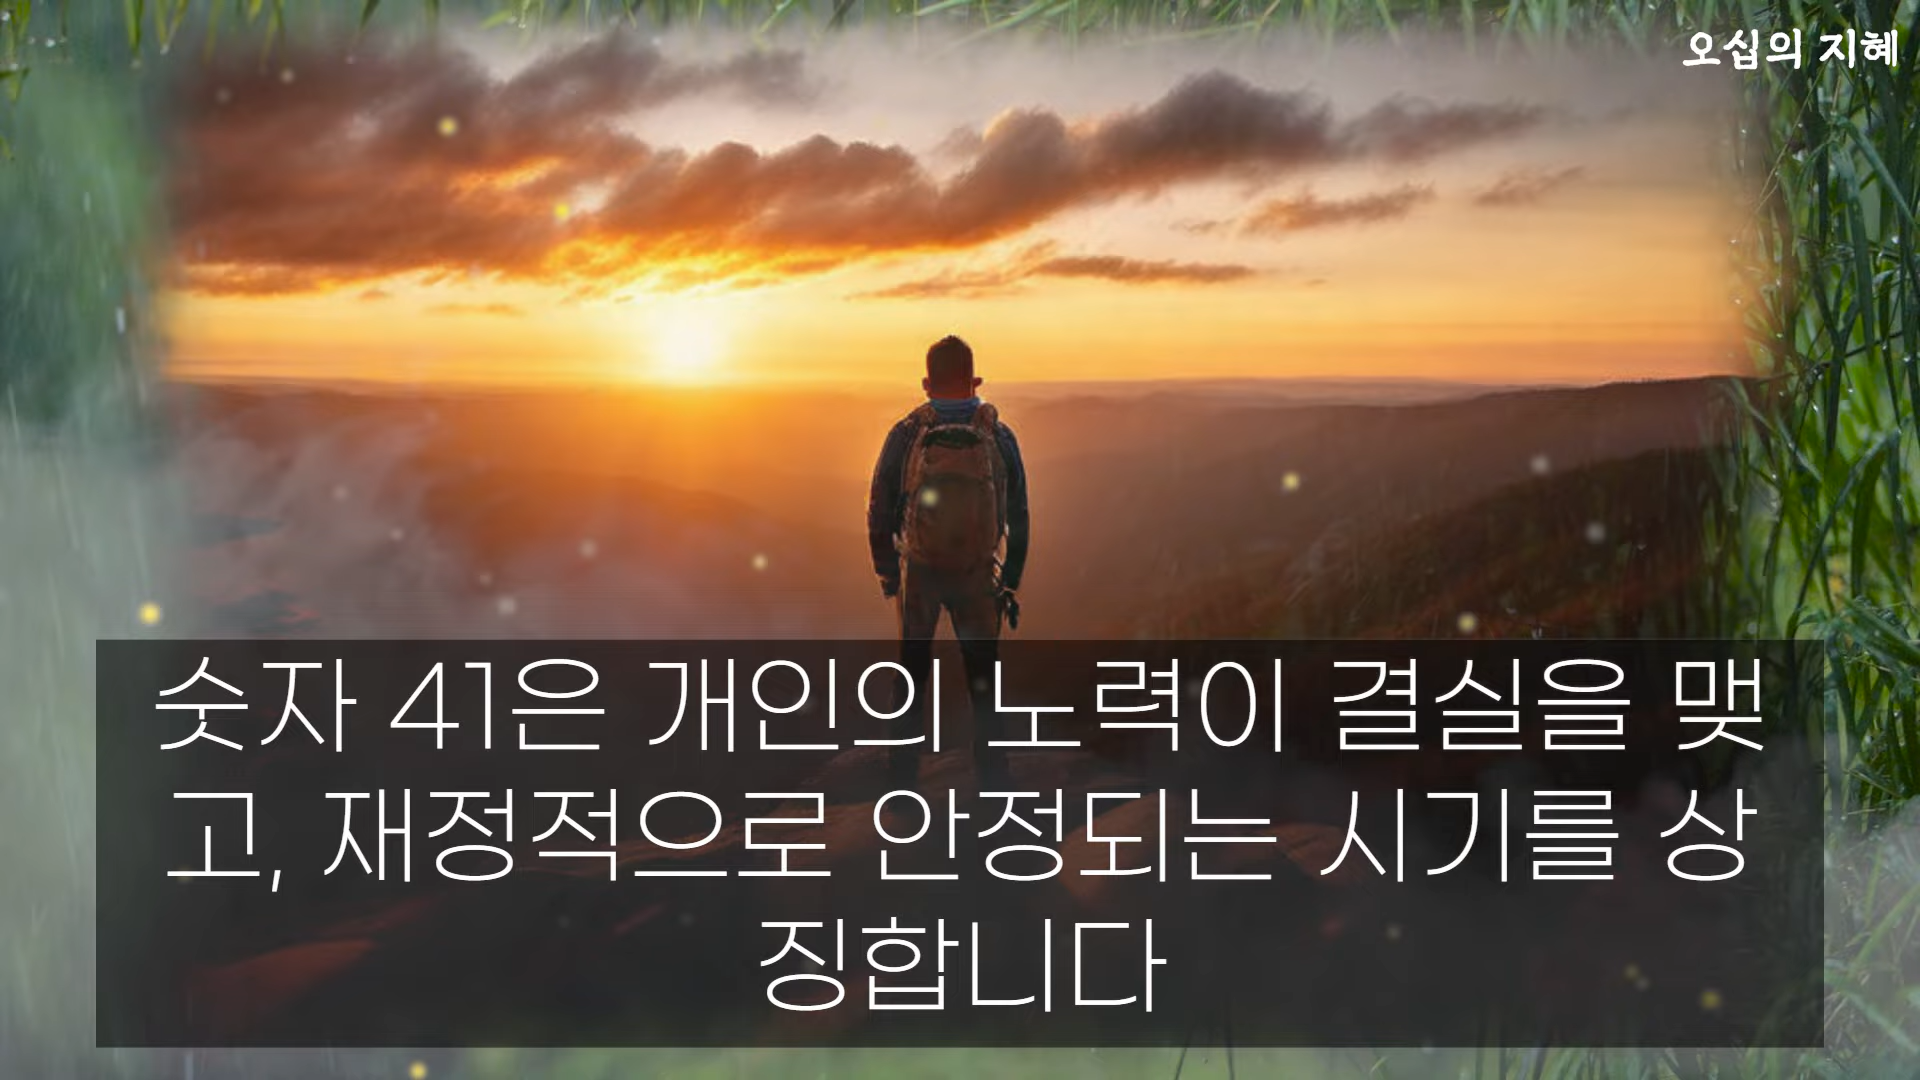 오십의 지혜
숫자 41은 개인의 노력이 결실을 맺
고, 재정적으로 안정되는 시기를 상
징합니다